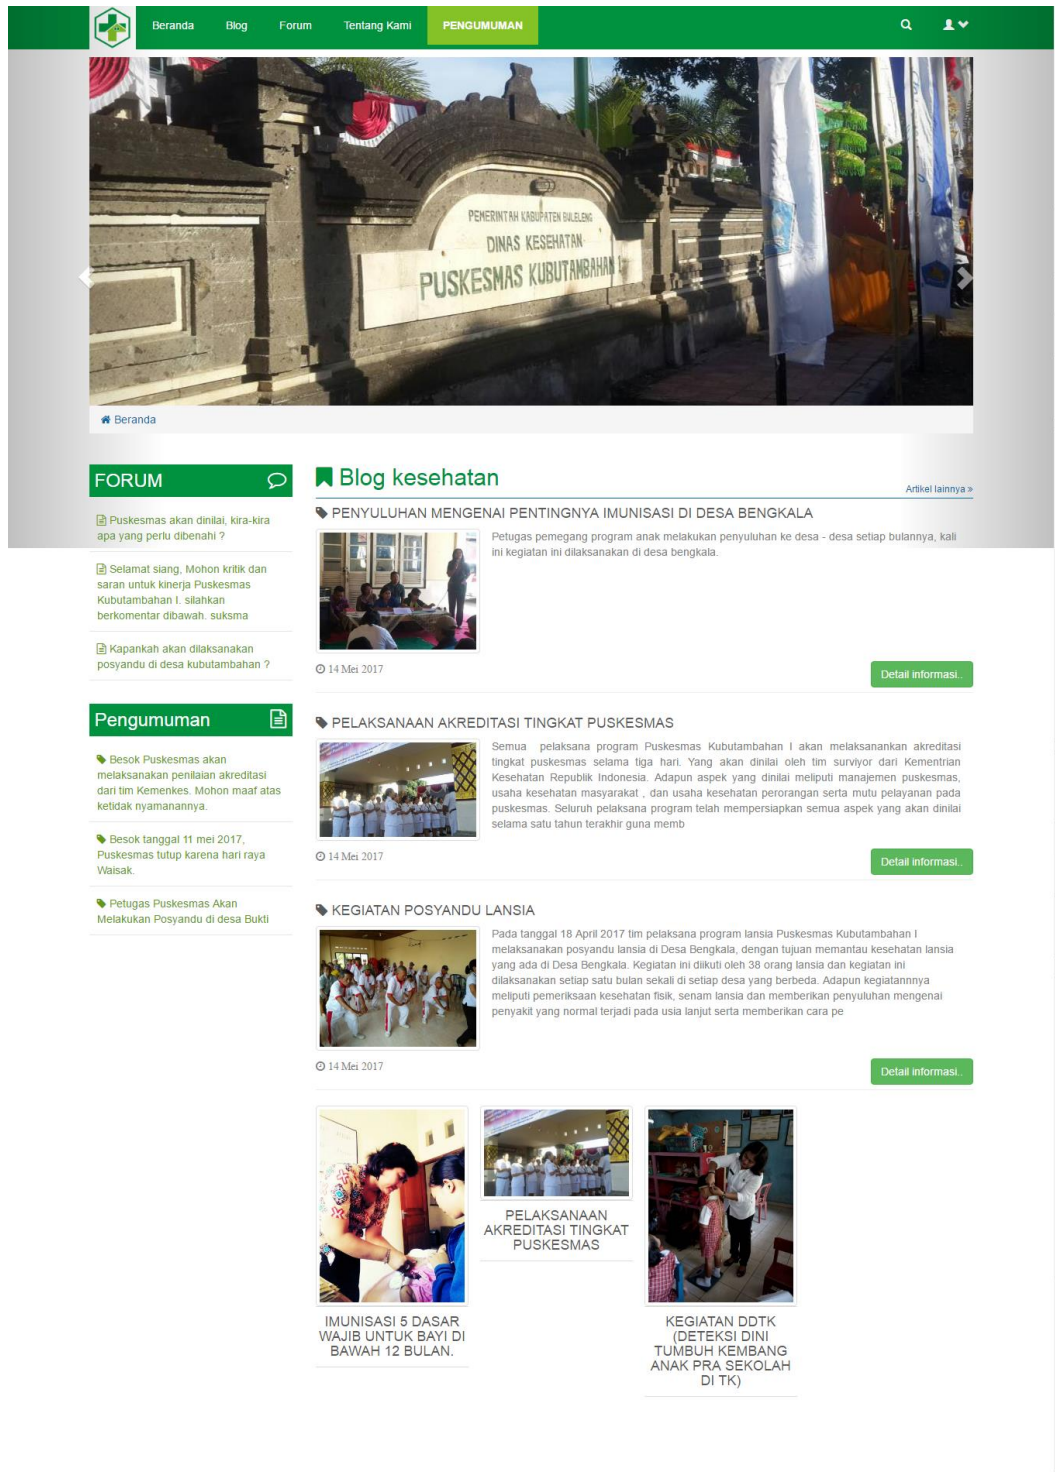 Beranda Blog Forum Tentang Kami PENGUMUMAN
PEMERINTAH KABUPATEN BULELENG
DINAS KESEHATAN
PUSKESMAS KUBUTAMBAHAN 1
Beranda
FORUM
Puskesmas akan dinilai, kira-kira
apa yang perlu dibenahi ?
Selamat siang, Mohon kritik dan
saran untuk kinerja Puskesmas
Kubutambahan I. silahkan
berkomentar dibawah. suksma
Kapankah akan dilaksanakan
posyandu di desa kubutambahan ?
Pengumuman
Besok Puskesmas akan
melaksanakan penilaian akreditasi
dari tim Kemenkes. Mohon maaf atas
ketidak nyamanannya.
Besok tanggal 11 mei 2017,
Puskesmas tutup karena hari raya
Waisak.
Petugas Puskesmas Akan
Melakukan Posyandu di desa Bukti
Blog kesehatan
Artikel lainnya »
PENYULUHAN MENGENAI PENTINGNYA IMUNISASI DI DESA BENGKALA
Petugas pemegang program anak melakukan penyuluhan ke desa - desa setiap bulannya, kali
ini kegiatan ini dilaksanakan di desa bengkala.
14 Mei 2017
Detail informasi..
PELAKSANAAN AKREDITASI TINGKAT PUSKESMAS
Semua pelaksana program Puskesmas Kubutambahan I akan melaksanankan akreditasi
tingkat puskesmas selama tiga hari. Yang akan dinilai oleh tim surviyor dari Kementrian
Kesehatan Republik Indonesia. Adapun aspek yang dinilai meliputi manajemen puskesmas,
usaha kesehatan masyarakat , dan usaha kesehatan perorangan serta mutu pelayanan pada
puskesmas. Seluruh pelaksana program telah mempersiapkan semua aspek yang akan dinilai
selama satu tahun terakhir guna memb
14 Mei 2017
Detail informasi..
KEGIATAN POSYANDU LANSIA
Pada tanggal 18 April 2017 tim pelaksana program lansia Puskesmas Kubutambahan I
melaksanakan posyandu lansia di Desa Bengkala, dengan tujuan memantau kesehatan lansia
yang ada di Desa Bengkala. Kegiatan ini diikuti oleh 38 orang lansia dan kegiatan ini
dilaksanakan setiap satu bulan sekali di setiap desa yang berbeda. Adapun kegiatannnya
meliputi pemeriksaan kesehatan fisik, senam lansia dan memberikan penyuluhan mengenai
penyakit yang normal terjadi pada usia lanjut serta memberikan cara pe
14 Mei 2017
Detail informasi..
IMUNISASI 5 DASAR
WAJIB UNTUK BAYI DI
BAWAH 12 BULAN.
PELAKSANAAN
AKREDITASI TINGKAT
PUSKESMAS
KEGIATAN DDTK
(DETEKSI DINI
TUMBUH KEMBANG
ANAK PRA SEKOLAH
DI TK)